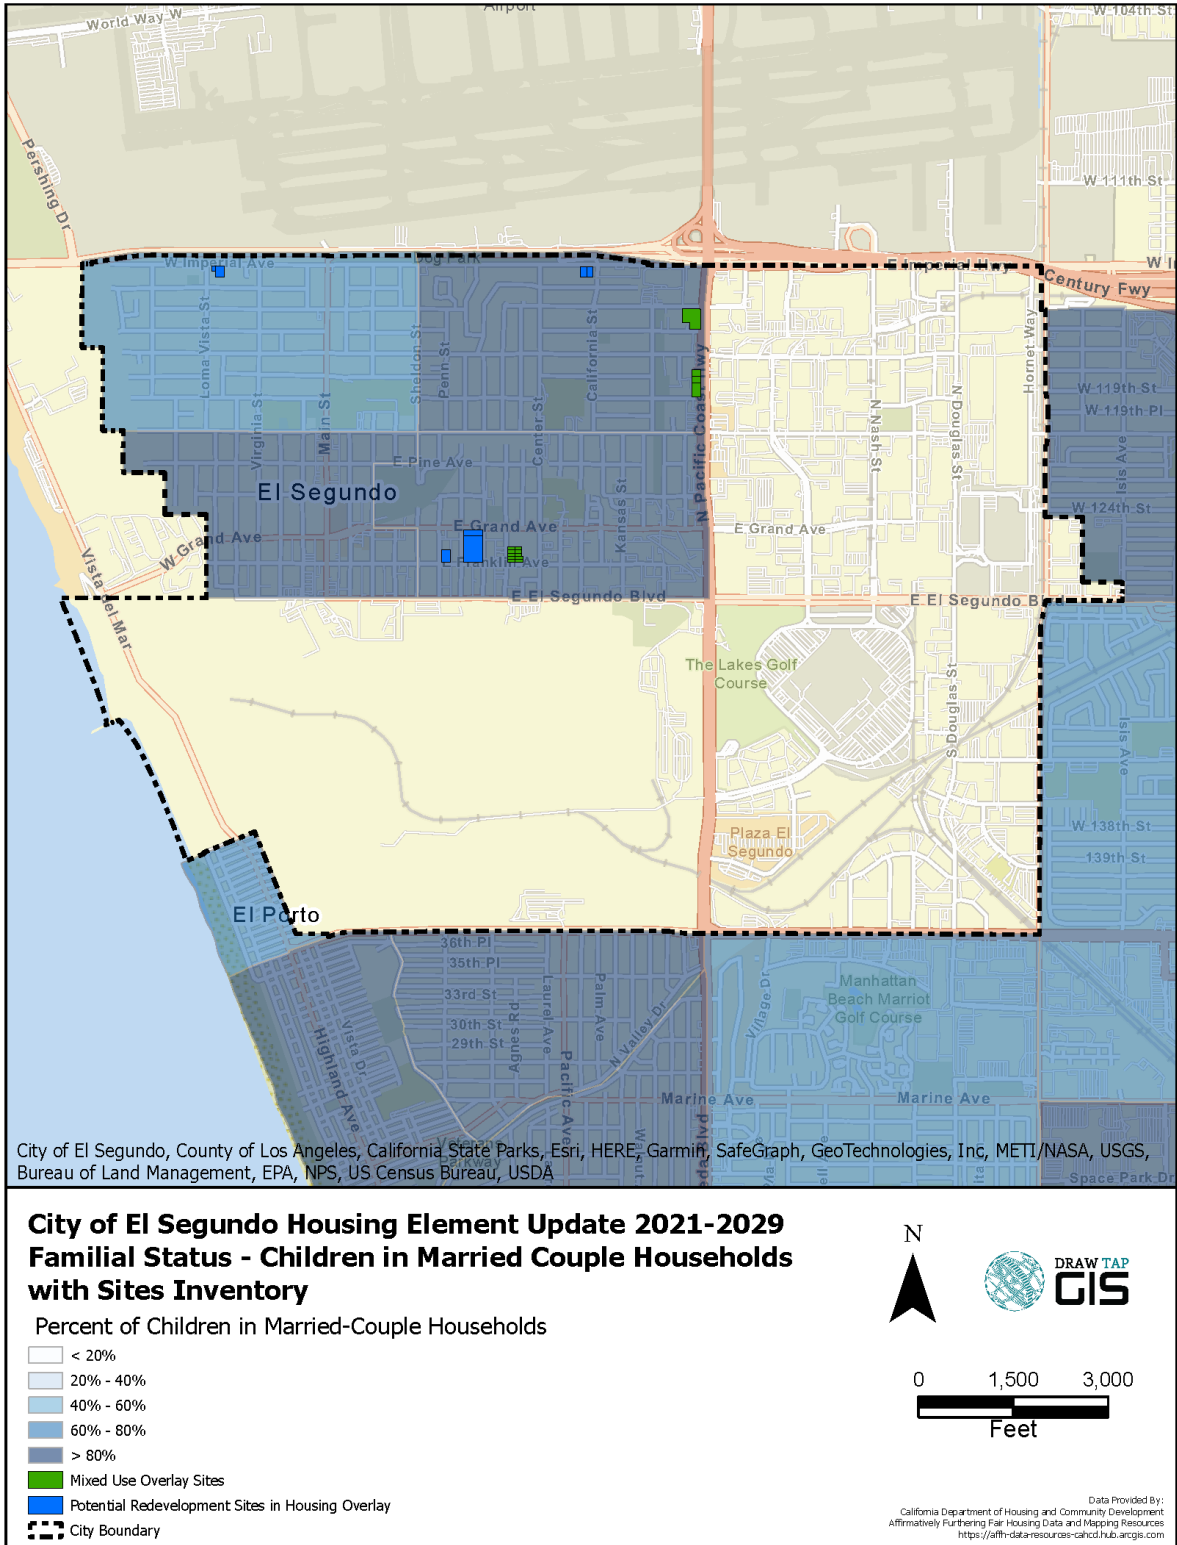 Airport
World Way W
W 104th St
Pershing Dr
W 111th St
W Imperial Ave
Dog Park
E Imperial Hwy
W I
Century Fwy
Loma Vista St
Sheldon St
Penn St
California St
Hornet Way
N Pacific Coast Hwy
N Nash St
N Douglas St
W 119th St
W 119th Pl
Isis Ave
Virginia St
Main St
Center St
E Pine Ave
El Segundo
Kansas St
W 124th St
E Grand Ave
E Grand Ave
W Grand Ave
E Franklin Ave
Vista del Mar
E El Segundo Blvd
E El Segundo Blvd
The Lakes Golf
Course
S Douglas St
Isis Ave
Plaza El
Segundo
W 138th St
139th St
El Porto
36th Pl
35th Pl
33rd St
30th St
29th St
Agnes Rd
Laurel Ave
Palm Ave
N Valley Dr
Village Dr
Manhattan
Beach Marriot
Golf Course
Vista Dr
Highland Ave
Pacific Ave
Marine Ave
Marine Ave
Veterans
Parkway
Space Park Dr
City of El Segundo, County of Los Angeles, California State Parks, Esri, HERE, Garmin, SafeGraph, GeoTechnologies, Inc, METI/NASA, USGS,
Bureau of Land Management, EPA, NPS, US Census Bureau, USDA
City of El Segundo Housing Element Update 2021-2029
Familial Status - Children in Married Couple Households
with Sites Inventory
Percent of Children in Married-Couple Households
< 20%
20% - 40%
40% - 60%
60% - 80%
> 80%
Mixed Use Overlay Sites
Potential Redevelopment Sites in Housing Overlay
City Boundary
N
DRAW TAP
GIS
0 1,500 3,000
Feet
Data Provided By:
California Department of Housing and Community Development
Affirmatively Furthering Fair Housing Data and Mapping Resources
https://affh-data-resources-cahcd.hub.arcgis.com